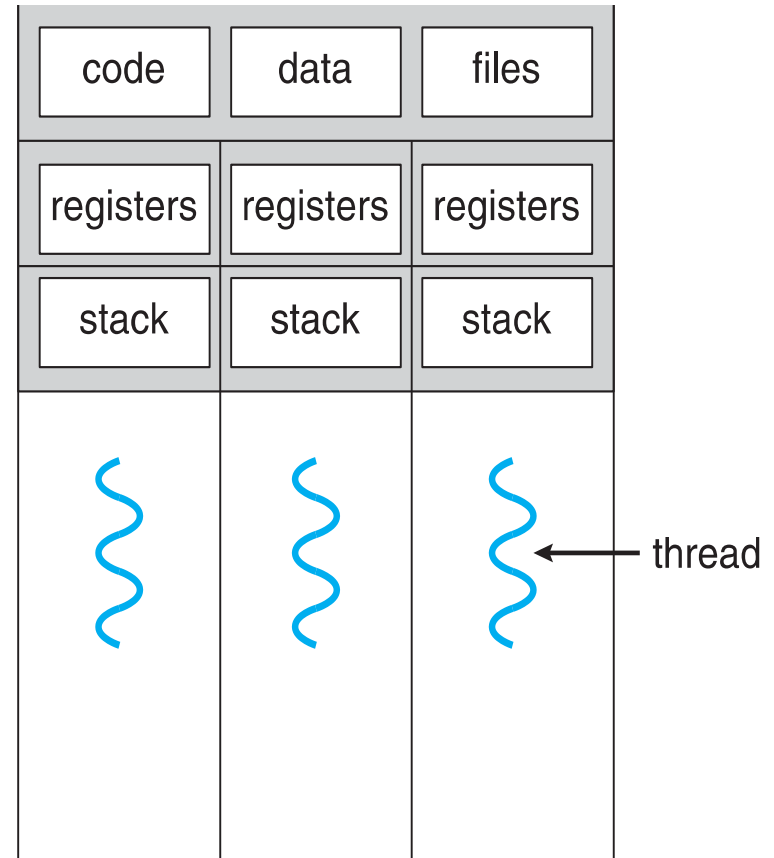 code data files
registers registers registers
stack stack stack
thread